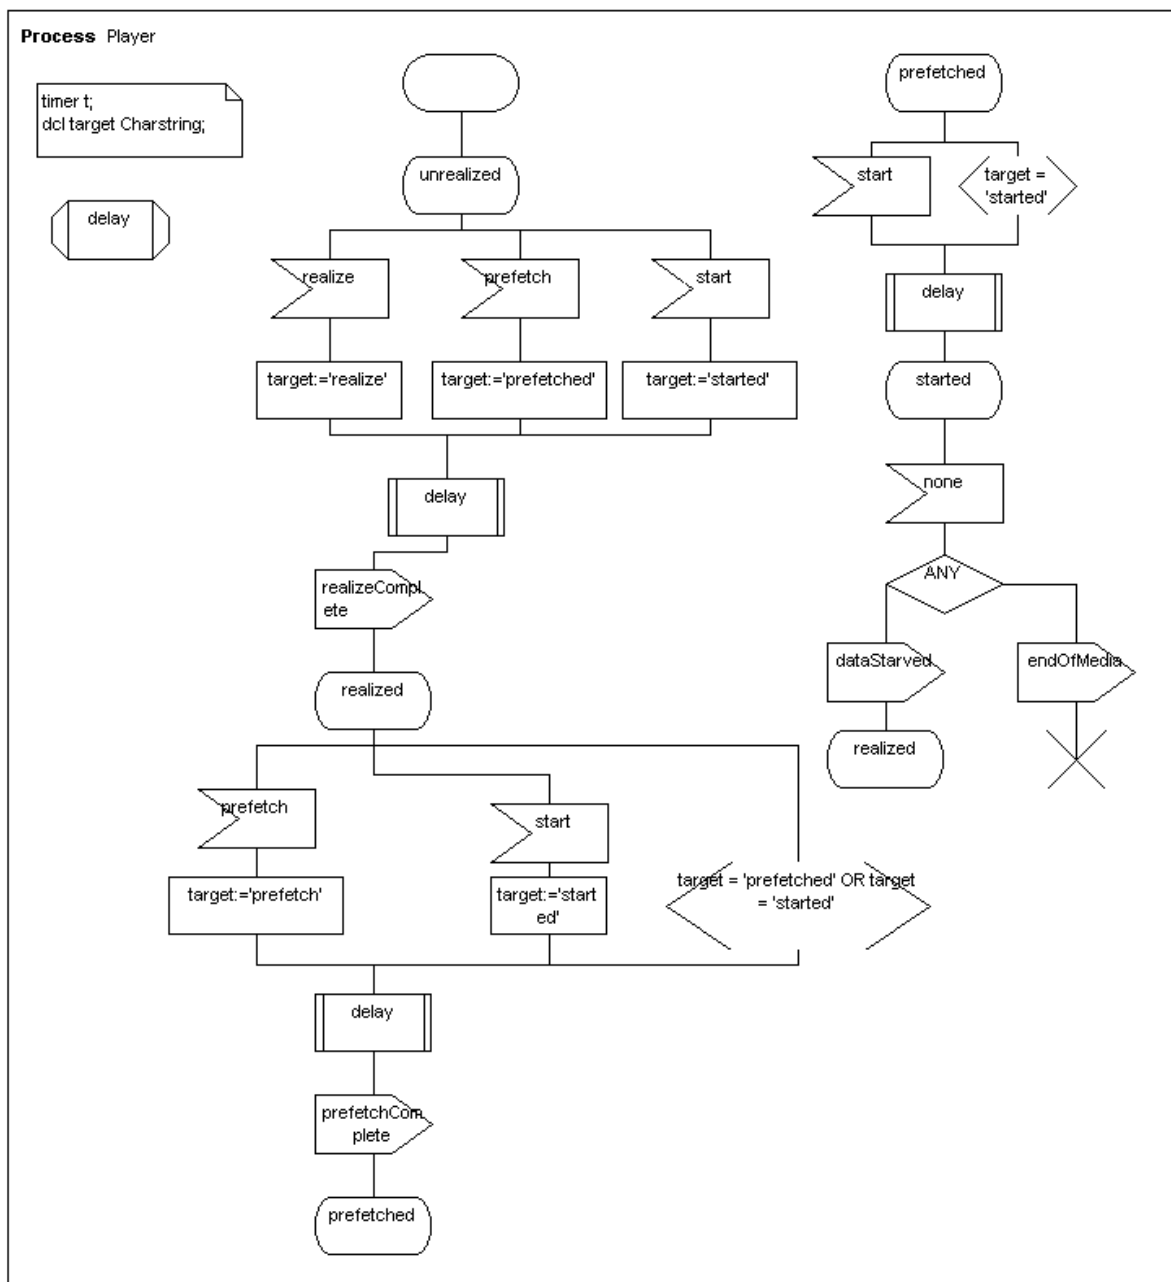 Process Player
timer t;
dcl target Charstring;
delay
unrealized
realize
prefetch
start
target:='realize'
target:='prefetched'
target:='started'
delay
realizeCompl
ete
realized
prefetch
start
target:='prefetch'
target:='start
ed'
target = 'prefetched' OR target
= 'started'
delay
prefetchCom
plete
prefetched
prefetched
start
target =
'started'
delay
started
none
ANY
dataStarved
endOfMedia
realized